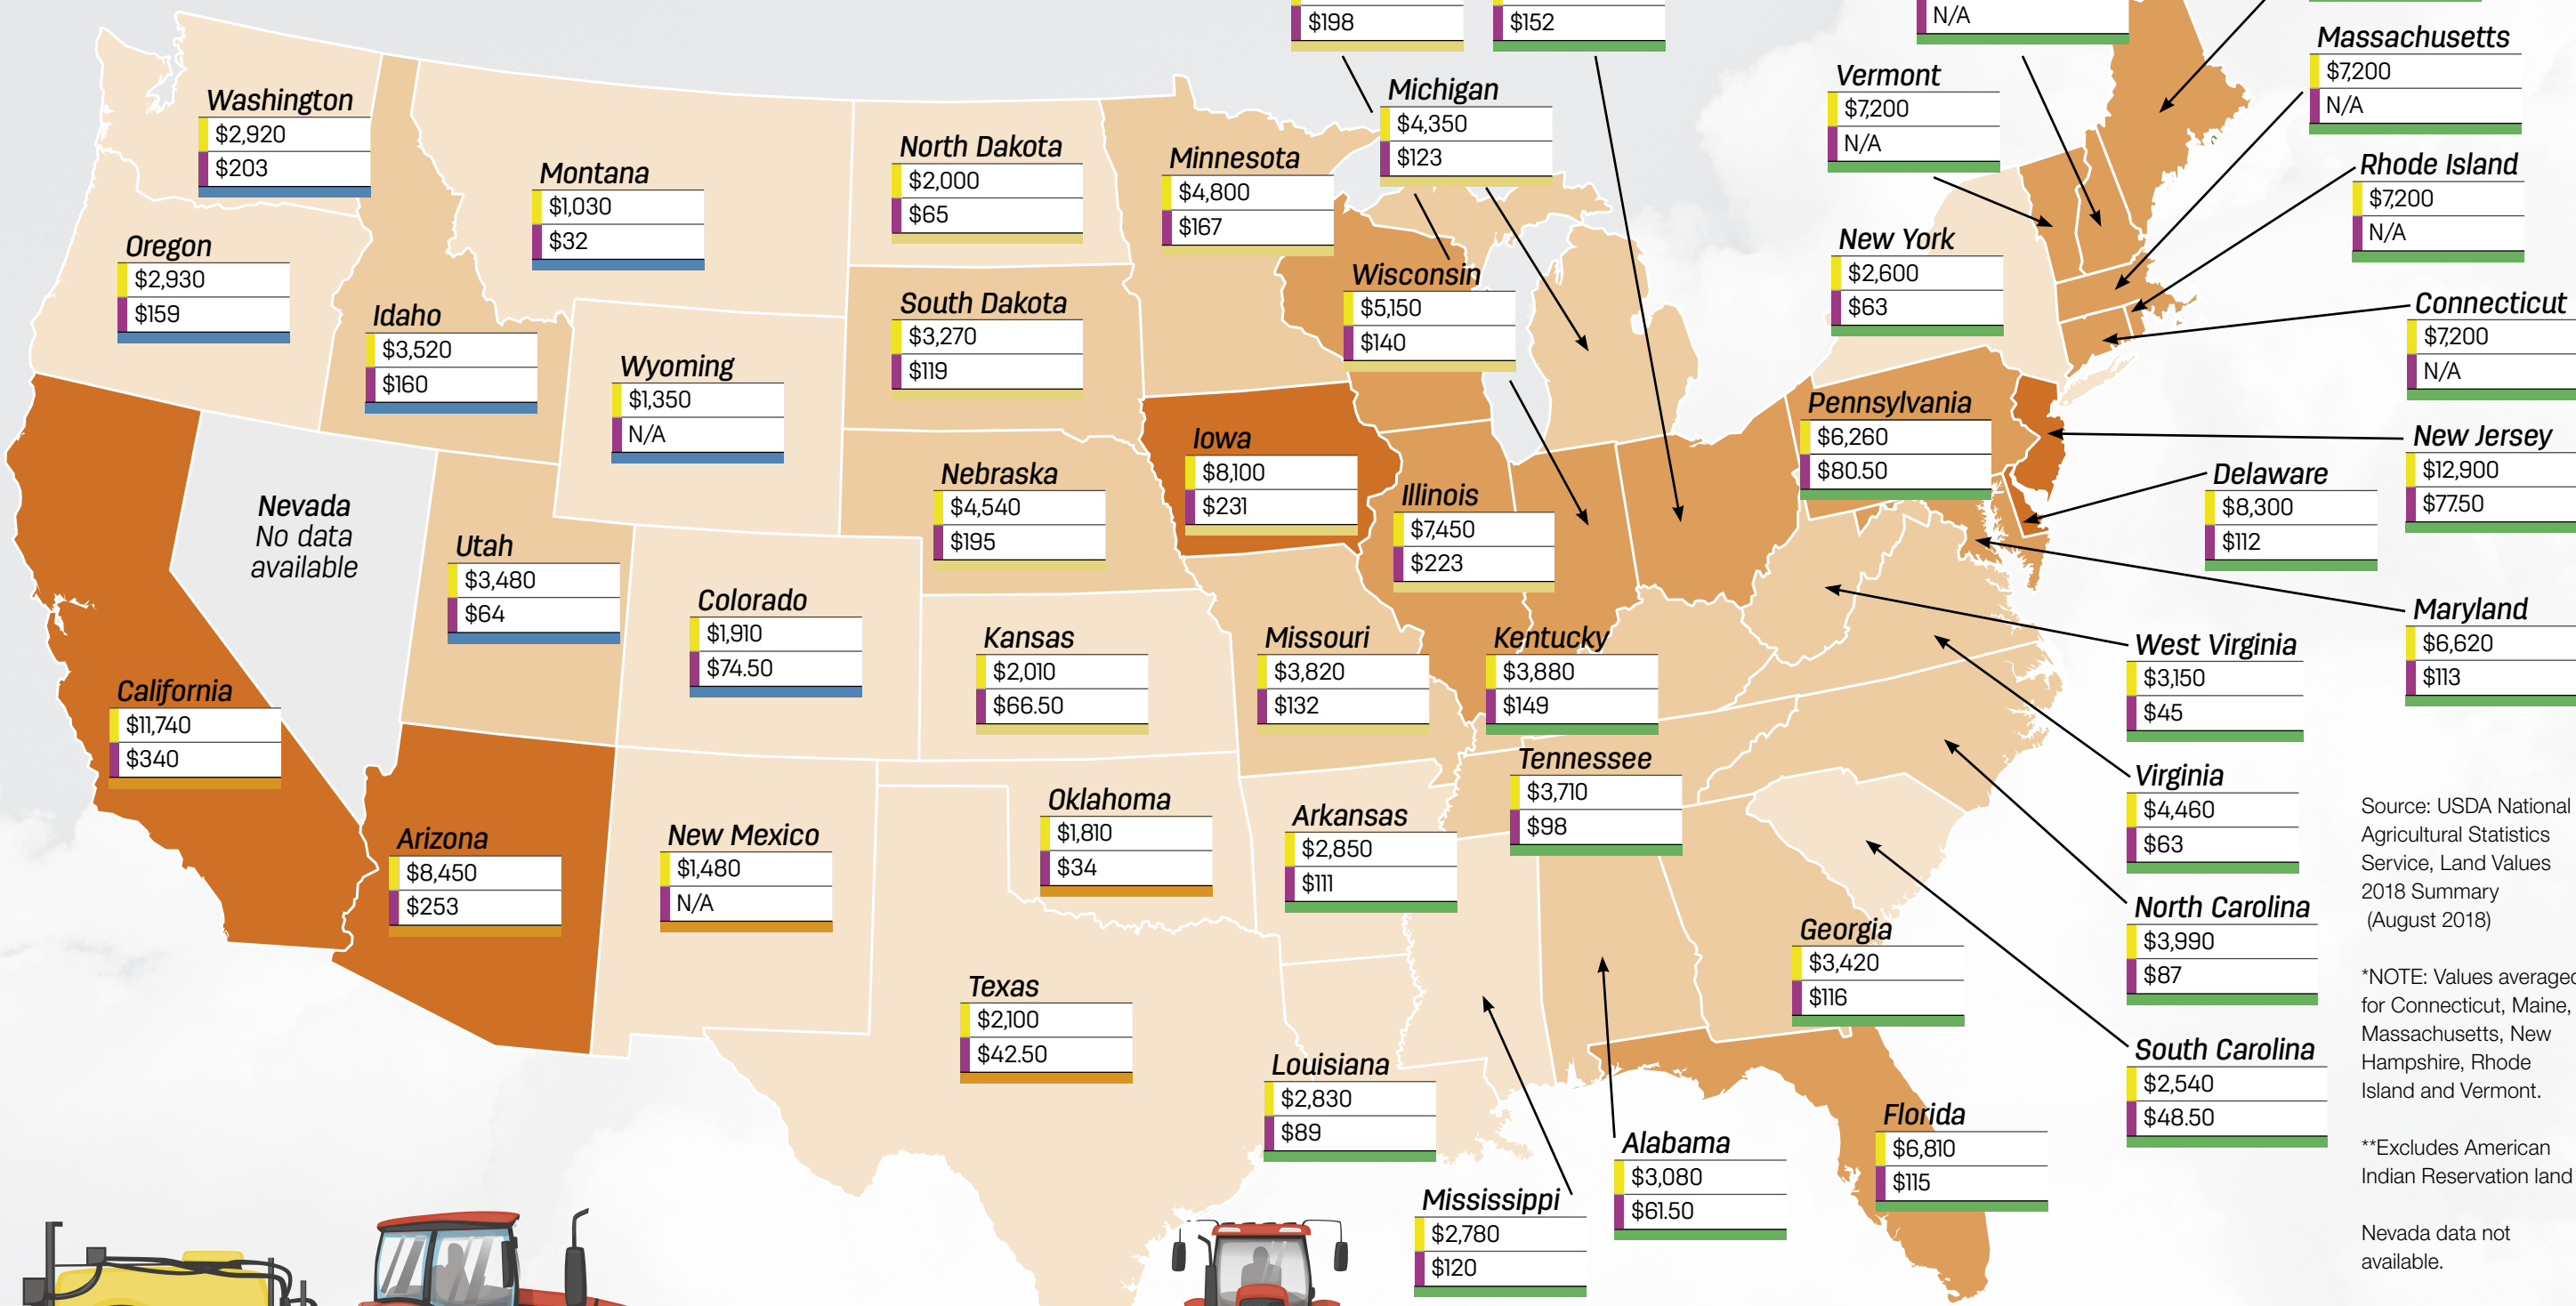 $198
$152
N/A
Massachusetts
$7,200
N/A
Vermont
$7,200
N/A
Washington
$2,920
$203
Michigan
$4,350
$123
North Dakota
$2,000
$65
Minnesota
$4,800
$167
Montana
$1,030
$32
Rhode Island
$7,200
N/A
Oregon
$2,930
$159
New York
$2,600
$63
Wisconsin
$5,150
$140
South Dakota
$3,270
$119
Idaho
$3,520
$160
Connecticut
$7,200
N/A
Wyoming
$1,350
N/A
Pennsylvania
$6,260
$80.50
Iowa
$8,100
$231
New Jersey
$12,900
$77.50
Nebraska
$4,540
$195
Delaware
$8,300
$112
Illinois
$7,450
$223
Nevada
No data
available
Utah
$3,480
$64
Colorado
$1,910
$74.50
Kansas
$2,010
$66.50
Missouri
$3,820
$132
Kentucky
$3,880
$149
Maryland
$6,620
$113
West Virginia
$3,150
$45
California
$11,740
$340
Tennessee
$3,710
$98
Virginia
$4,460
$63
Oklahoma
$1,810
$34
Arkansas
$2,850
$111
Arizona
$8,450
$253
New Mexico
$1,480
N/A
North Carolina
$3,990
$87
Georgia
$3,420
$116
Texas
$2,100
$42.50
South Carolina
$2,540
$48.50
Louisiana
$2,830
$89
Florida
$6,810
$115
Alabama
$3,080
$61.50
Mississippi
$2,780
$120
Source: USDA National
Agricultural Statistics
Service, Land Values
2018 Summary
(August 2018)
*NOTE: Values averaged
for Connecticut, Maine,
Massachusetts, New
Hampshire, Rhode
Island and Vermont.
**Excludes American
Indian Reservation land
Nevada data not
available.